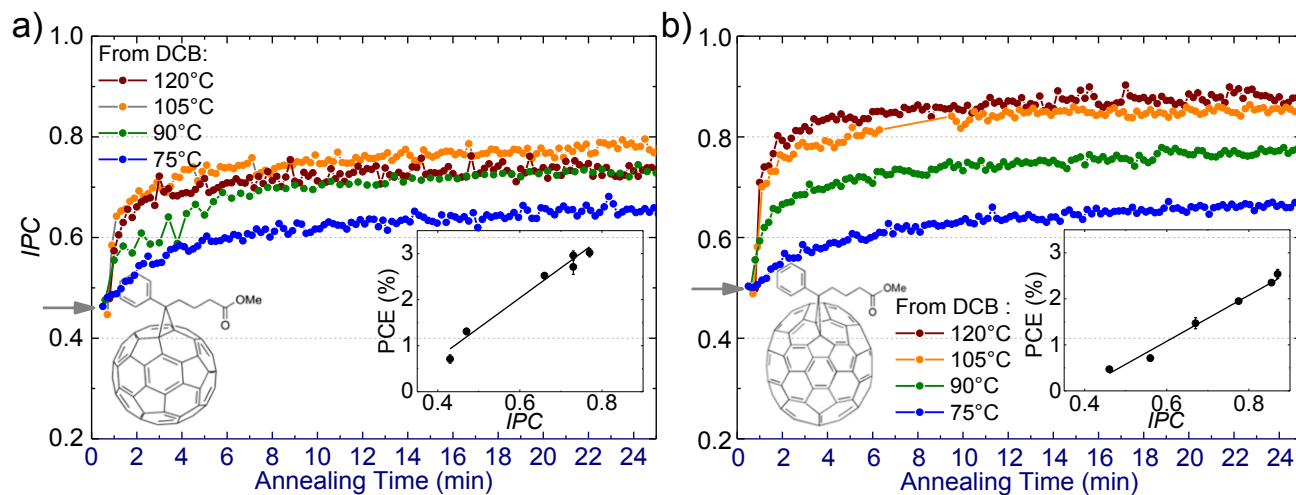 a)
IPC
1.0
0.8
0.6
0.4
0.2
From DCB:
120°C
105°C
90°C
75°C
OMe
O
PCE (%)
3
2
1
0
0.4 0.6 0.8
IPC
0 2 4 6 8 10 12 14 16 18 20 22 24
Annealing Time (min)
b)
1.0
0.8
0.6
0.4
0.2
OMe
O
From DCB :
120°C
105°C
90°C
75°C
PCE (%)
3
2
1
0
0.4 0.6 0.8
IPC
0 2 4 6 8 10 12 14 16 18 20 22 24
Annealing Time (min)